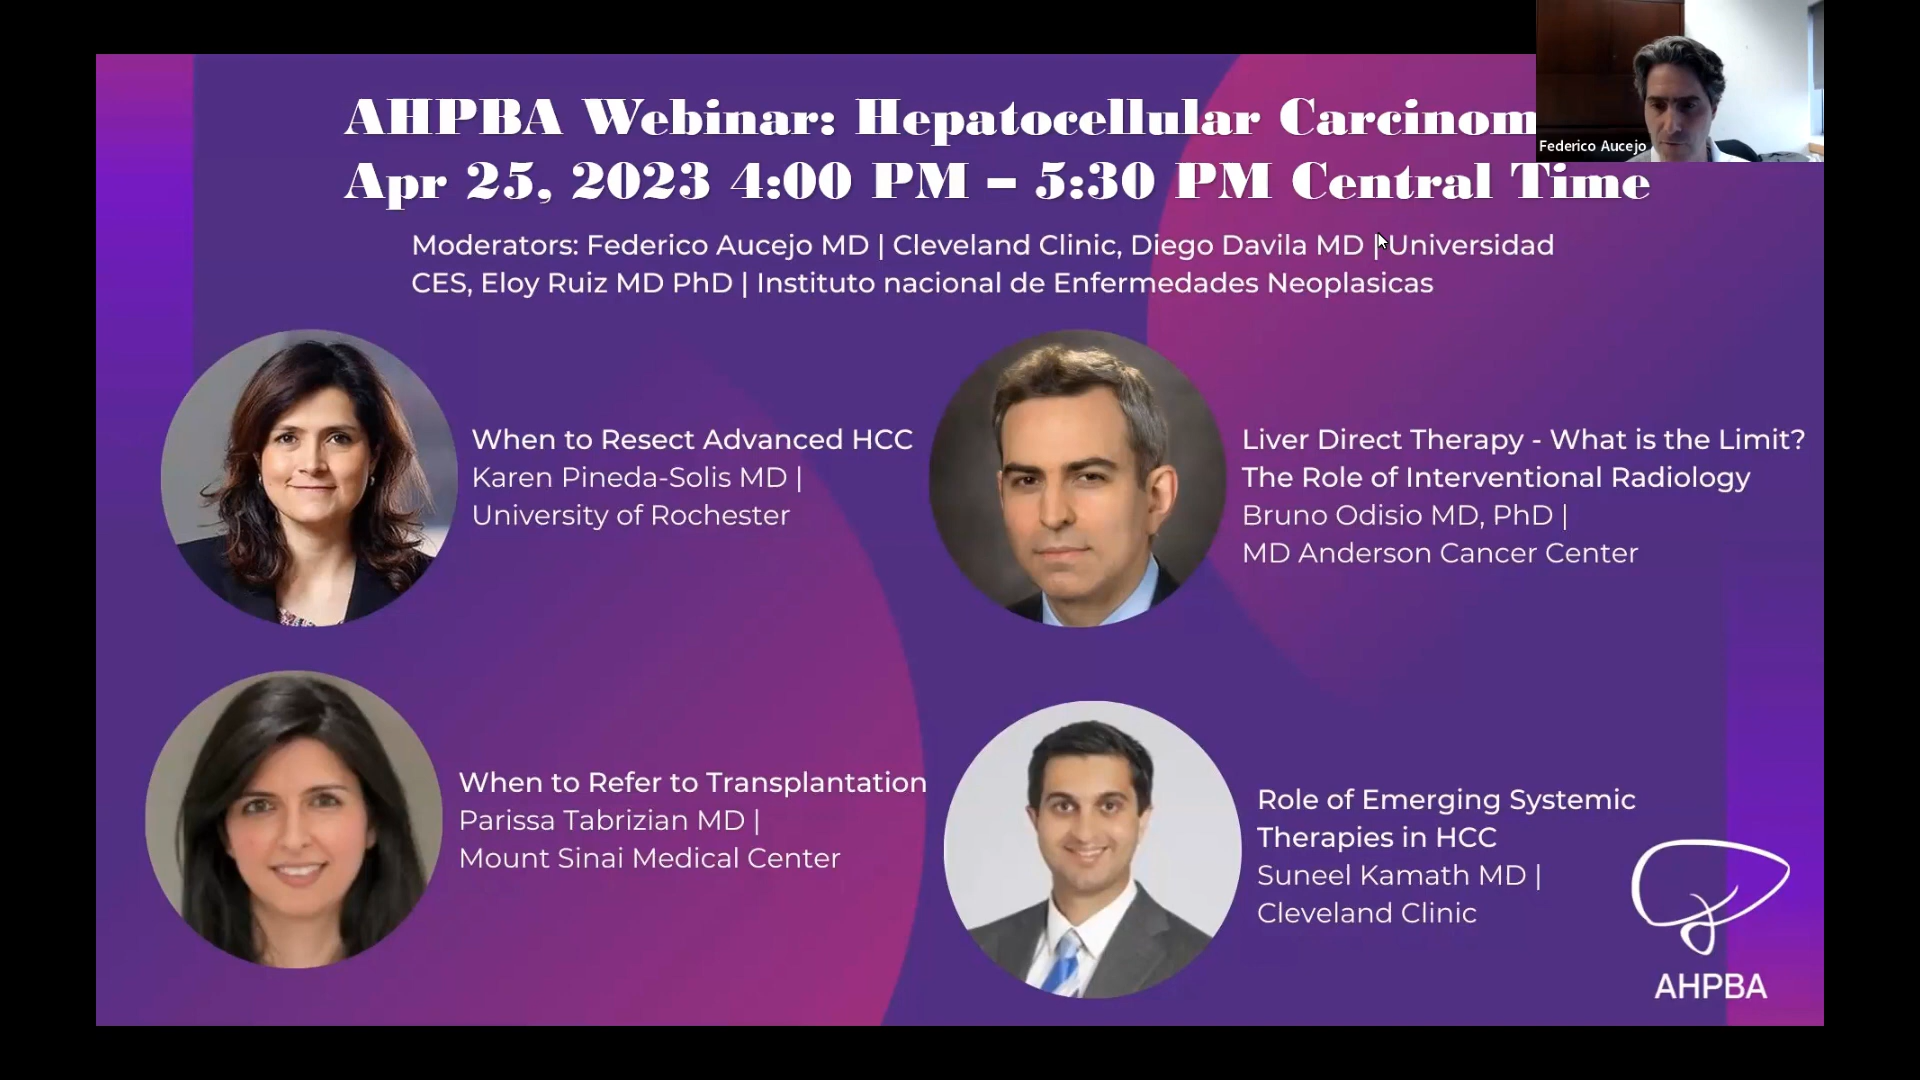 AHPBA Webinar: Hepatocellular Carcinom
Apr 25, 2023 4:00 PM – 5:30 PM Central Time
Federico Aucejo
Moderators: Federico Aucejo MD | Cleveland Clinic, Diego Davila MD | Universidad
CES, Eloy Ruiz MD PhD | Instituto nacional de Enfermedades Neoplasicas
When to Resect Advanced HCC
Karen Pineda-Solis MD |
University of Rochester
Liver Direct Therapy - What is the Limit?
The Role of Interventional Radiology
Bruno Odisio MD, PhD |
MD Anderson Cancer Center
When to Refer to Transplantation
Parissa Tabrizian MD |
Mount Sinai Medical Center
Role of Emerging Systemic
Therapies in HCC
Suneel Kamath MD |
Cleveland Clinic
AHPBA